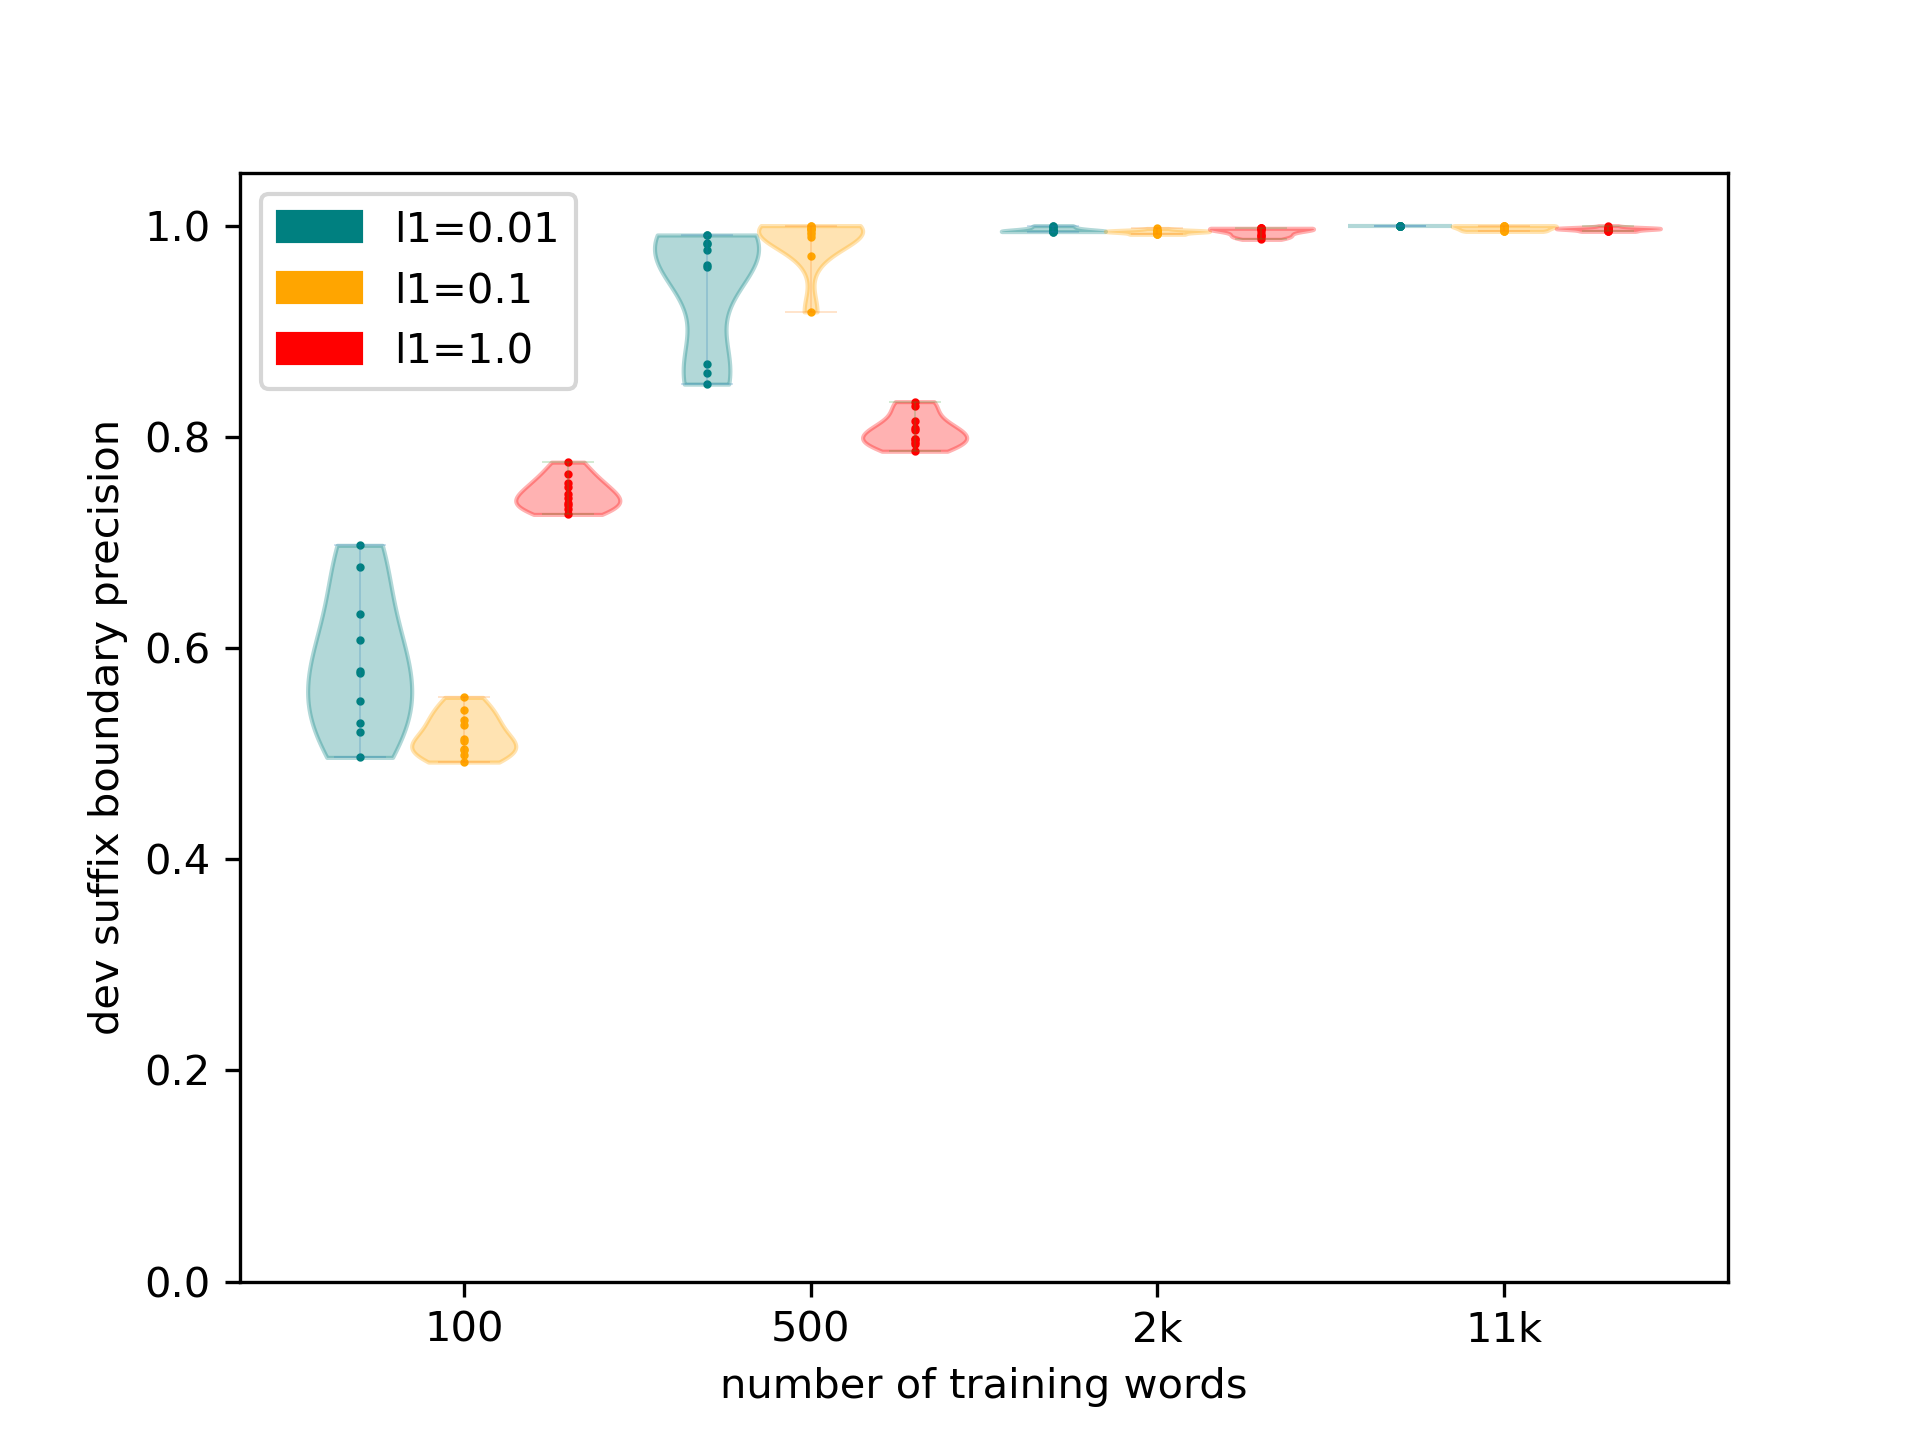 l1=0.01
l1=0.1
l1=1.0
1.0
0.8
0.6
0.4
0.2
0.0
dev suffix boundary precision
100 500 2k 11k
number of training words